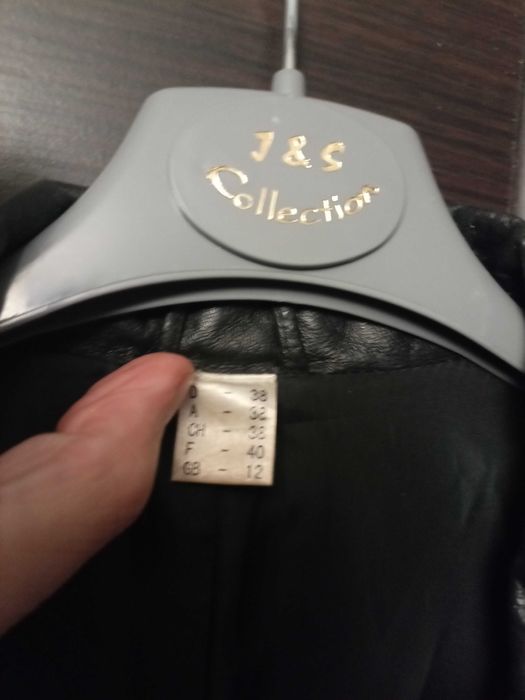 J & S
Collection
D - 38
A - 38
CH - 38
F - 40
GB - 12